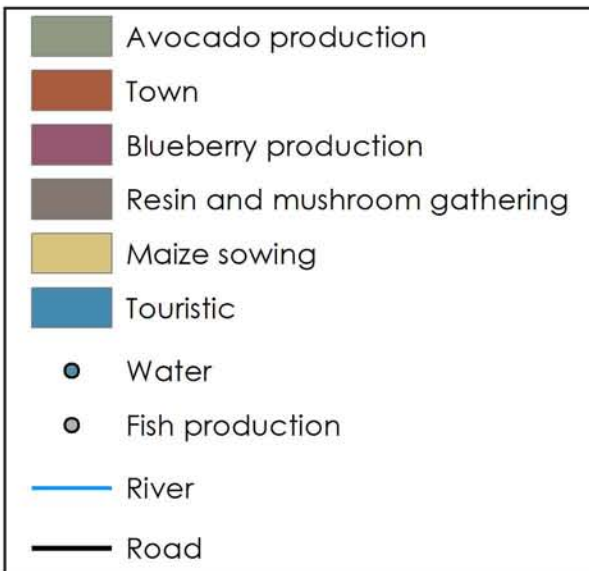 Avocado production
Town
Blueberry production
Resin and mushroom gathering
Maize sowing
Touristic
Water
Fish production
River
Road